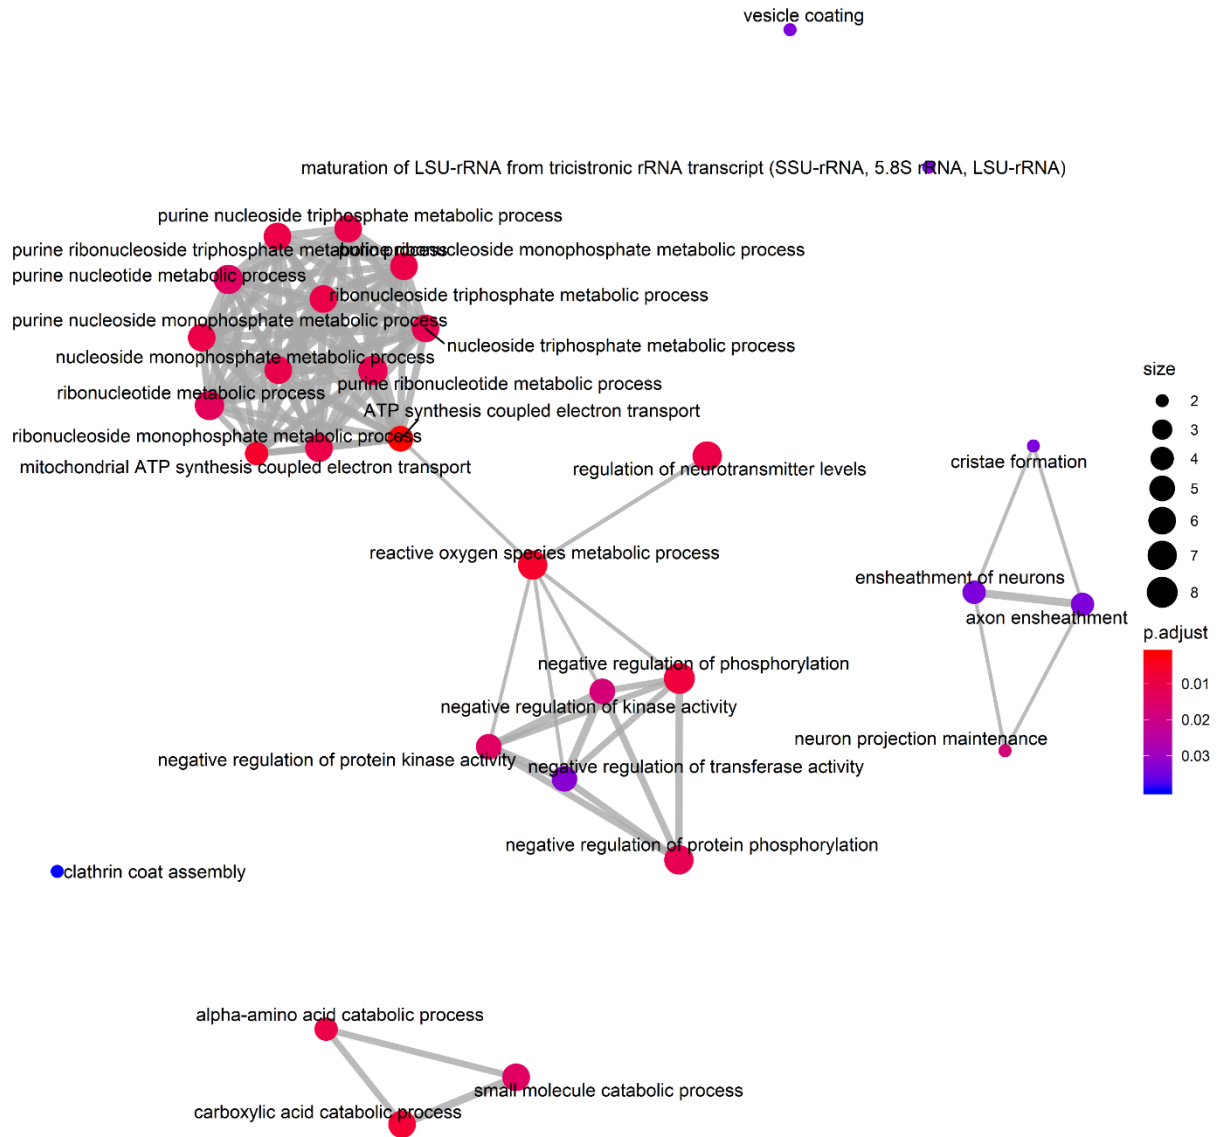 vesicle coating
maturation of LSU-rRNA from tricistronic rRNA transcript (SSU-rRNA, 5.8S rRNA, LSU-rRNA)
purine nucleoside triphosphate metabolic process
purine ribonucleoside triphosphate metabolic process
purine ribonucleoside monophosphate metabolic process
purine nucleotide metabolic process
ribonucleoside triphosphate metabolic process
purine nucleoside monophosphate metabolic process
nucleoside triphosphate metabolic process
nucleoside monophosphate metabolic process
purine ribonucleotide metabolic process
ribonucleotide metabolic process
ATP synthesis coupled electron transport
ribonucleoside monophosphate metabolic process
mitochondrial ATP synthesis coupled electron transport
regulation of neurotransmitter levels
cristae formation
reactive oxygen species metabolic process
ensheathment of neurons
axon ensheathment
negative regulation of phosphorylation
negative regulation of kinase activity
neuron projection maintenance
negative regulation of protein kinase activity
negative regulation of transferase activity
negative regulation of protein phosphorylation
clathrin coat assembly
alpha-amino acid catabolic process
small molecule catabolic process
carboxylic acid catabolic process
size
2
3
4
5
6
7
8
p.adjust
0.01
0.02
0.03